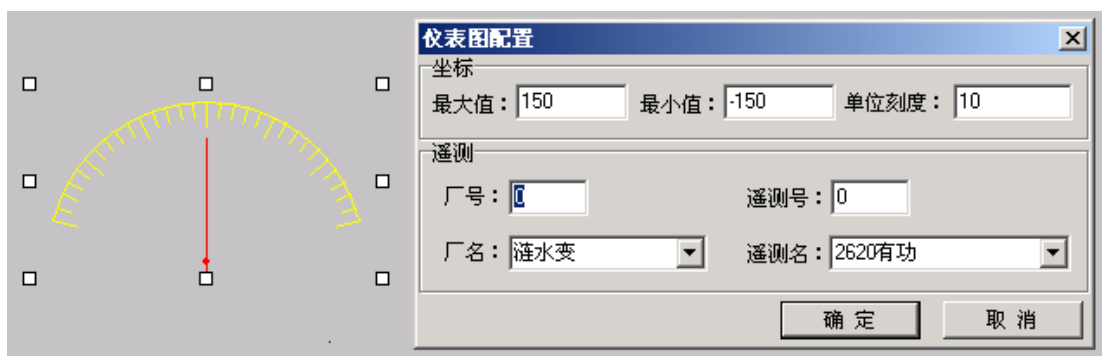 仪表图配置
坐标
最大值：150 最小值：-150 单位刻度：10
遥测
厂号：0 遥测号：0
厂名：涟水变 遥测名：2620有功
确 定 取 消